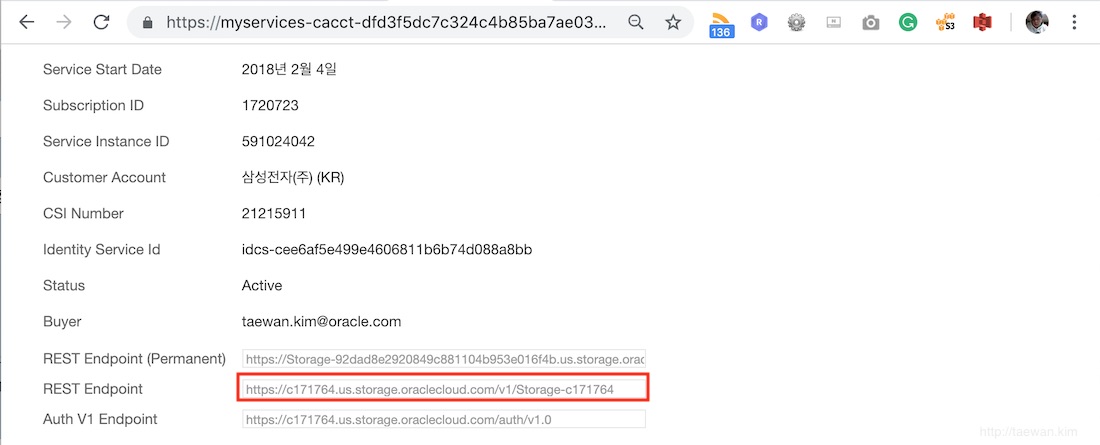 https://myservices-cacct-dfd3f5dc7c324c4b85ba7ae03...
136
R
S3
Service Start Date 2018년 2월 4일
Subscription ID 1720723
Service Instance ID 591024042
Customer Account 삼성전자(주) (KR)
CSI Number 21215911
Identity Service Id idcs-cee6af5e499e4606811b6b74d088a8bb
Status Active
Buyer taewan.kim@oracle.com
REST Endpoint (Permanent) https://Storage-92dad8e2920849c881104b953e016f4b.us.storage.orac
REST Endpoint https://c171764.us.storage.oraclecloud.com/v1/Storage-c171764
Auth V1 Endpoint https://c171764.us.storage.oraclecloud.com/auth/v1.0
http://taewan.kim